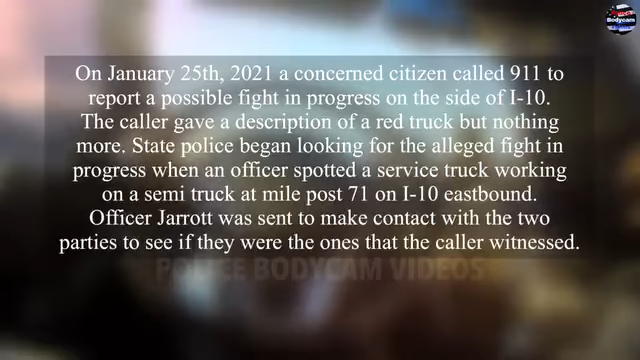 Bodycam
On January 25th, 2021 a concerned citizen called 911 to
report a possible fight in progress on the side of I-10.
The caller gave a description of a red truck but nothing
more. State police began looking for the alleged fight in
progress when an officer spotted a service truck working
on a semi truck at mile post 71 on I-10 eastbound.
Officer Jarrott was sent to make contact with the two
parties to see if they were the ones that the caller witnessed.
POLICE BODYCAM VIDEOS